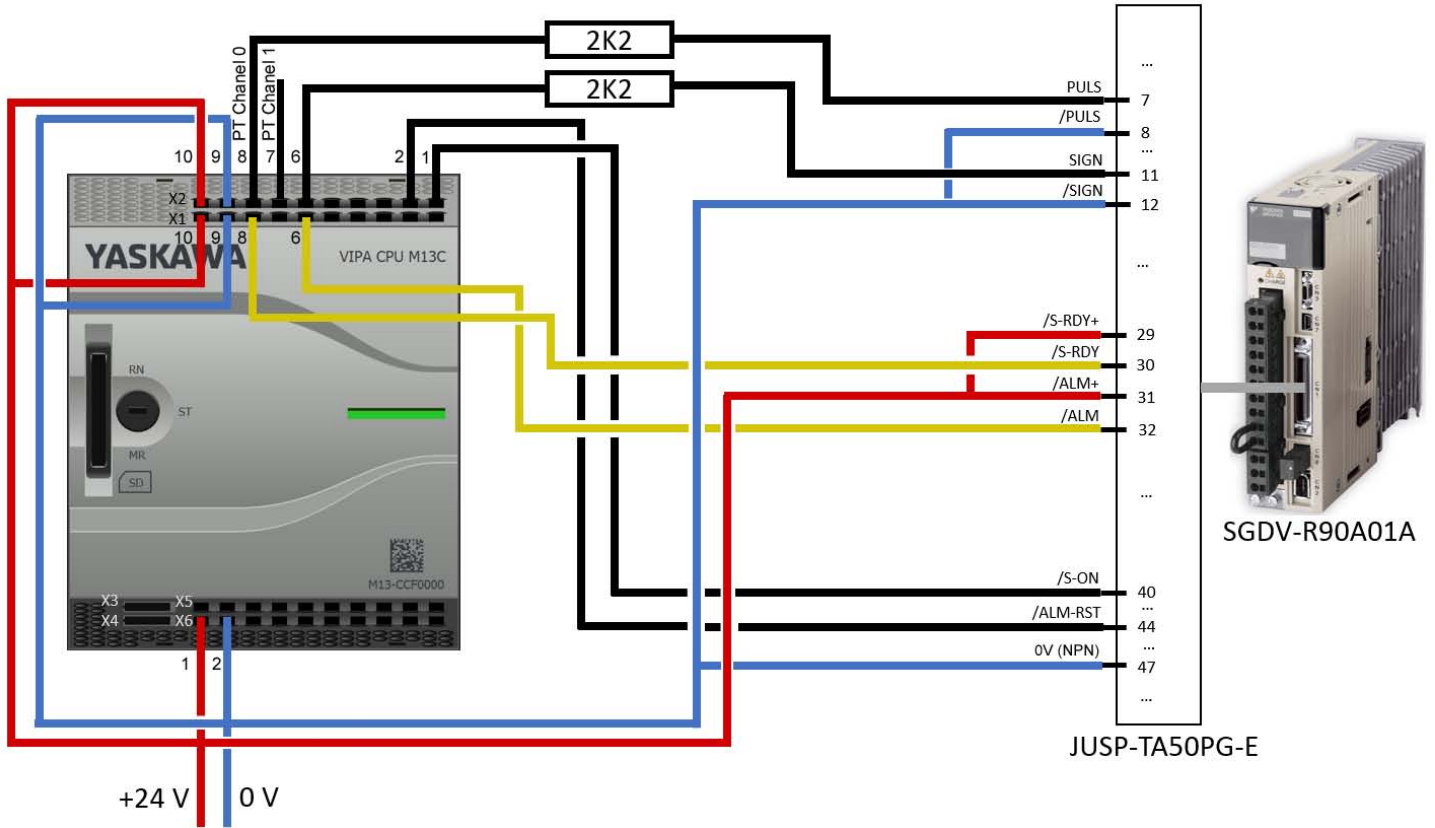 2K2
PT Channel 0
PT Channel 1
2K2
...
PULS
7
/PULS
8
10 9 8 7 6 2 1
...
SIGN
11
X2
/SIGN
12
X1
10 9 8 6
YASKAWA
VIPA CPU M13C
...
/S-RDY+
29
/S-RDY
30
RN
/ALM+
31
ST
/ALM
32
MR
SD
...
SGDV-R90A01A
M13-CCF0000
/S-ON
40
X3 X5
...
/ALM-RST
44
X4 X6
...
0V (NPN)
47
1 2
...
JUSP-TA50PG-E
+24 V
0 V
CHARGE